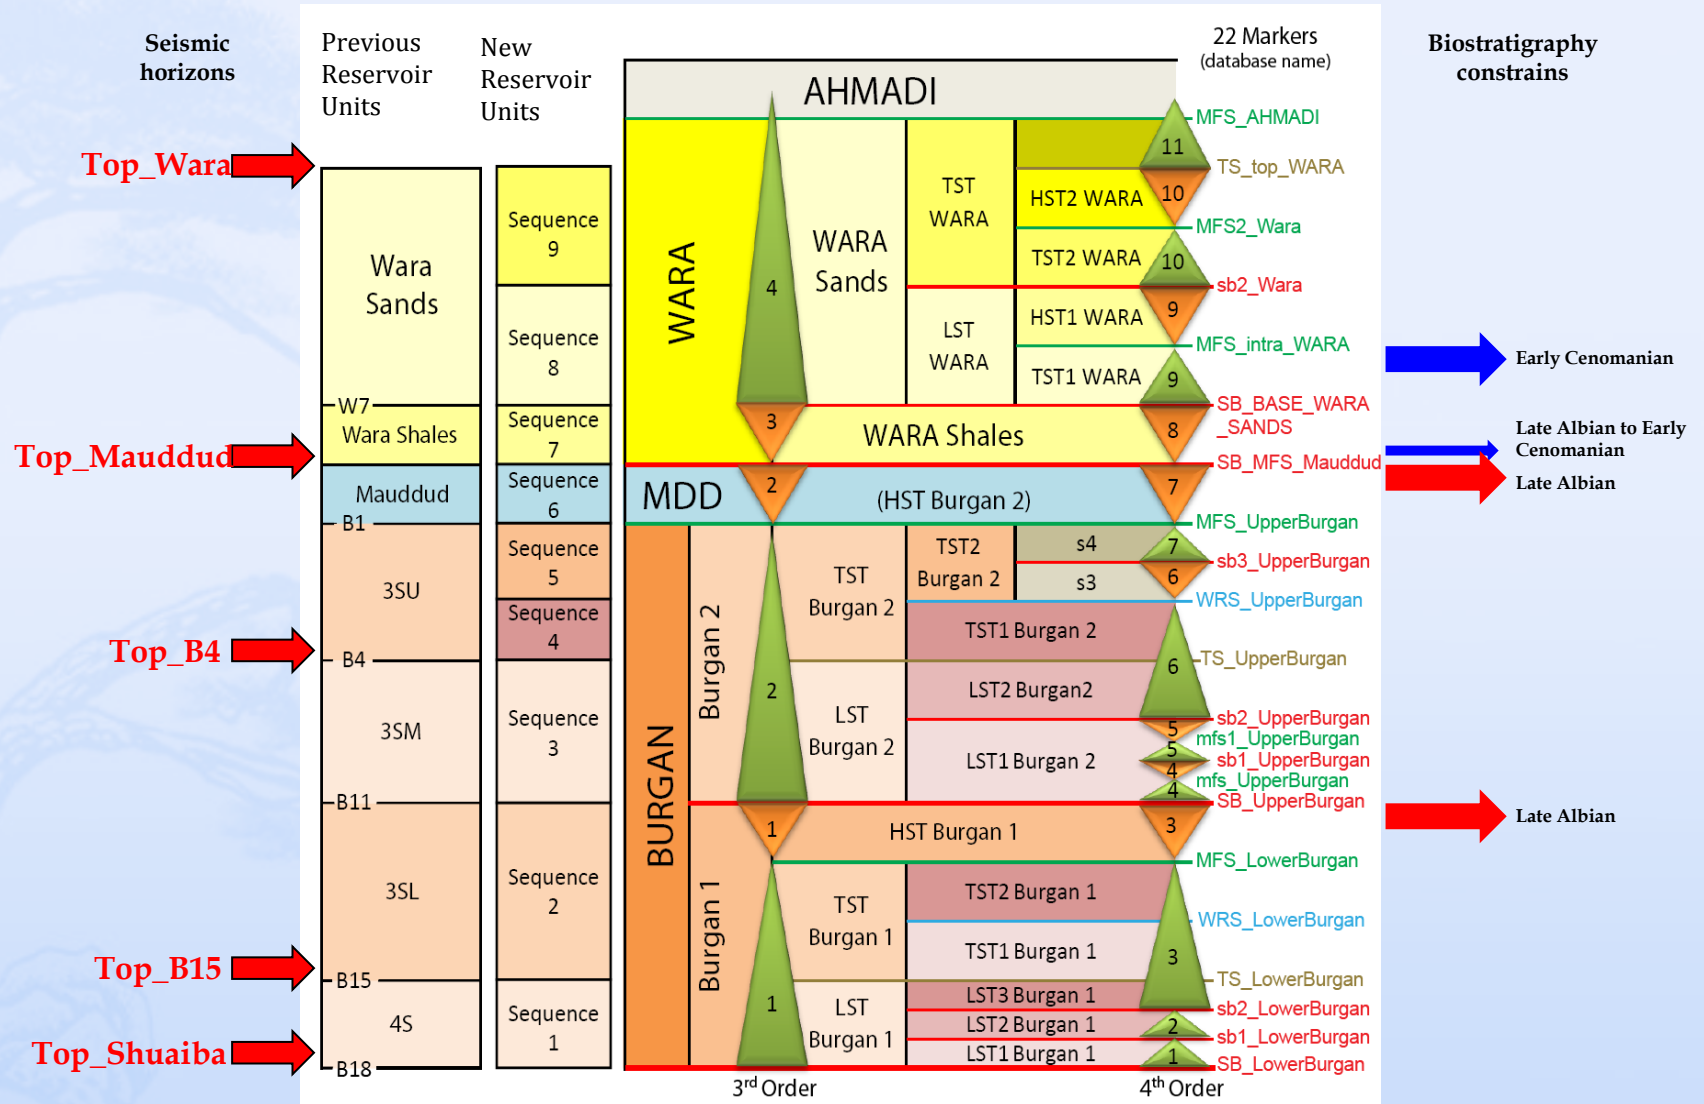 Seismic
horizons
Previous
Reservoir
Units
New
Reservoir
Units
22 Markers
(database name)
Biostratigraphy
constrains
Top_Wara
Top_Mauddud
Top_B4
Top_B15
Top_Shuaiba
Wara
Sands
W7
Wara Shales
Mauddud
B1
3SU
B4
3SM
B11
3SL
B15
4S
B18
Sequence
9
Sequence
8
Sequence
7
Sequence
6
Sequence
5
Sequence
4
Sequence
3
Sequence
2
Sequence
1
AHMADI
WARA
MDD
BURGAN
Burgan 2
Burgan 1
4
3
2
2
1
1
3rd Order
WARA
Sands
WARA Shales
(HST Burgan 2)
TST
Burgan 2
LST
Burgan 2
HST Burgan 1
TST
Burgan 1
LST
Burgan 1
TST
WARA
LST
WARA
HST2 WARA
TST2 WARA
HST1 WARA
TST1 WARA
TST2
Burgan 2
s4
s3
TST1 Burgan 2
LST2 Burgan2
LST1 Burgan 2
TST2 Burgan 1
TST1 Burgan 1
LST3 Burgan 1
LST2 Burgan 1
LST1 Burgan 1
11
10
10
9
9
8
7
7
6
6
5
5
4
4
3
3
2
1
4th Order
MFS_AHMADI
TS_top_WARA
MFS2_Wara
sb2_Wara
MFS_intra_WARA
SB_BASE_WARA
_SANDS
SB_MFS_Mauddud
MFS_UpperBurgan
sb3_UpperBurgan
WRS_UpperBurgan
TS_UpperBurgan
sb2_UpperBurgan
mfs1_UpperBurgan
sb1_UpperBurgan
mfs_UpperBurgan
SB_UpperBurgan
MFS_LowerBurgan
WRS_LowerBurgan
TS_LowerBurgan
sb2_LowerBurgan
sb1_LowerBurgan
SB_LowerBurgan
Early Cenomanian
Late Albian to Early
Cenomanian
Late Albian
Late Albian